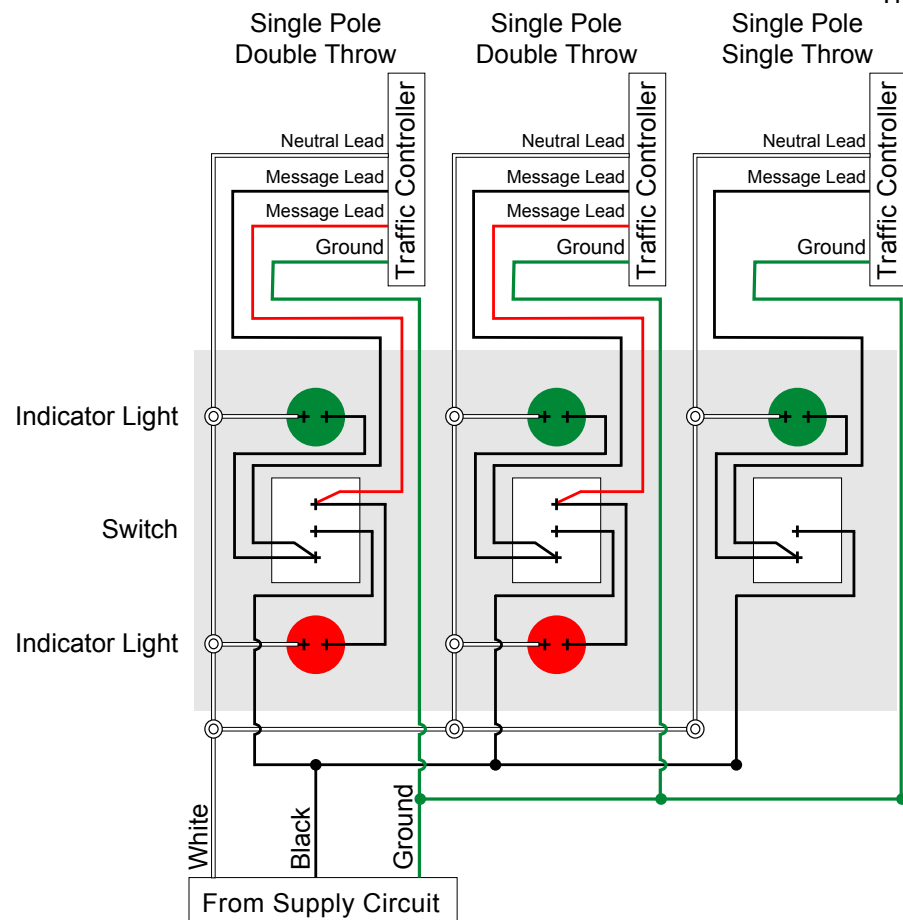 Single Pole
Double Throw
Single Pole
Double Throw
Single Pole
Single Throw
Neutral Lead
Message Lead
Message Lead
Ground
Traffic Controller
Neutral Lead
Message Lead
Message Lead
Ground
Traffic Controller
Neutral Lead
Message Lead
Ground
Traffic Controller
Indicator Light
Switch
Indicator Light
White
Black
Ground
From Supply Circuit